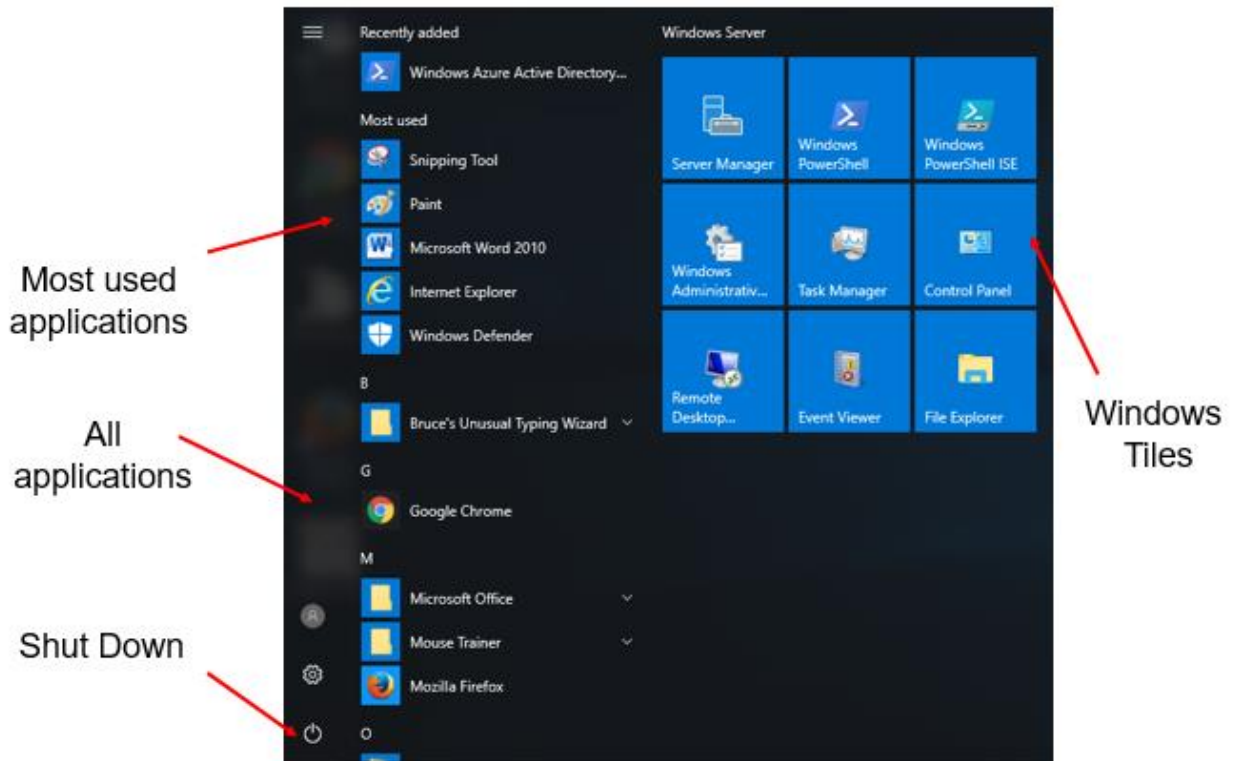 Recently added
Windows Azure Active Directory...
Most used
Snipping Tool
Paint
Microsoft Word 2010
Internet Explorer
Windows Defender
B
Bruce's Unusual Typing Wizard
G
Google Chrome
M
Microsoft Office
Mouse Trainer
Mozilla Firefox
O
Windows Server
Server Manager
Windows
PowerShell
Windows
PowerShell ISE
Windows
Administrativ...
Task Manager
Control Panel
Remote
Desktop...
Event Viewer
File Explorer
Most used
applications
All
applications
Shut Down
Windows
Tiles